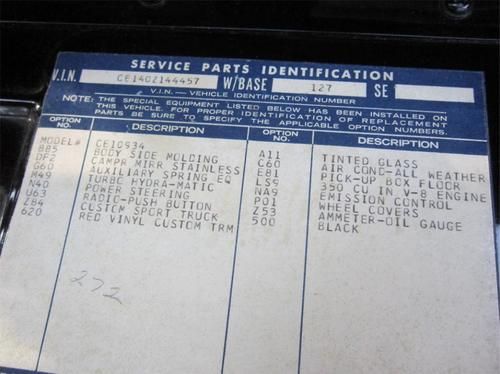 SERVICE PARTS IDENTIFICATION
V.I.N. CE140Z144457 W/BASE 127 SE
V.I.N. – VEHICLE IDENTIFICATION NUMBER
NOTE: THE SPECIAL EQUIPMENT LISTED BELOW HAS BEEN INSTALLED ON
THIS VEHICLE. FOR PROPER IDENTIFICATION OF REPLACEMENT
PARTS BE SURE TO SPECIFY THE APPLICABLE OPTION NUMBERS.
OPTION NO. DESCRIPTION
MODEL# CE10934
B85 BODY SIDE MOLDING
DF2 CAMPR MIRR STAINLESS
G60 AUXILIARY SPRING EQ
M49 TURBO HYDRA-MATIC
N40 POWER STEERING
U63 RADIO-PUSH BUTTON
Z84 CUSTOM SPORT TRUCK
620 RED VINYL CUSTOM TRM
272
OPTION NO. DESCRIPTION
A11 TINTED GLASS
C60 AIR COND-ALL WEATHER
E81 PICK-UP BOX FLOOR
LS9 350 CU IN V-8 ENGINE
NA9 EMISSION CONTROL
P01 WHEEL COVERS
Z53 AMMETER-OIL GAUGE
500 BLACK